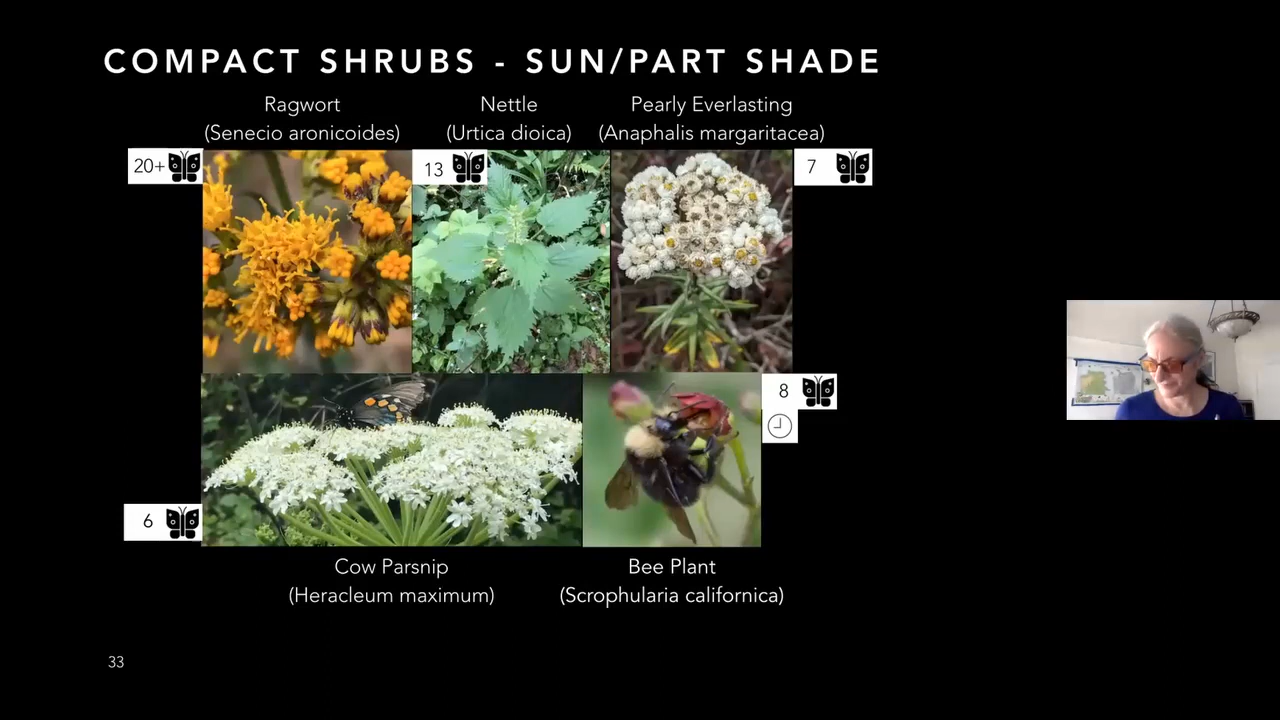 COMPACT SHRUBS - SUN/PART SHADE
Ragwort
(Senecio aronicoides)
Nettle
(Urtica dioica)
Pearly Everlasting
(Anaphalis margaritacea)
20+
13
7
8
6
Cow Parsnip
(Heracleum maximum)
Bee Plant
(Scrophularia californica)
33